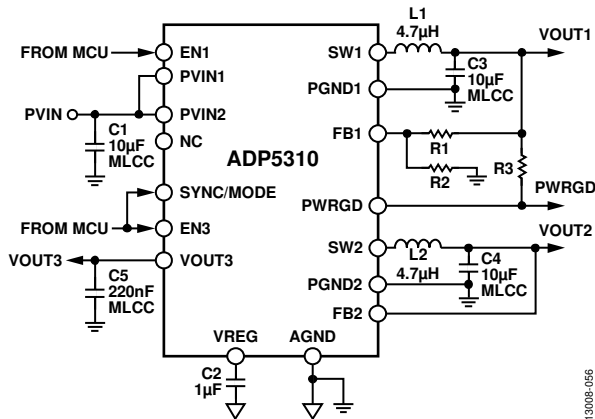 L1
4.7µH
VOUT1
FROM MCU
EN1
SW1
C3
10µF
MLCC
PVIN1
PGND1
PVIN
PVIN2
C1
10µF
MLCC
NC
FB1
R1
ADP5310
R2
R3
SYNC/MODE
PWRGD
PWRGD
FROM MCU
EN3
SW2
VOUT2
L2
4.7µH
C4
10µF
MLCC
VOUT3
VOUT3
C5
220nF
MLCC
PGND2
FB2
VREG
AGND
C2
1µF
13008-056